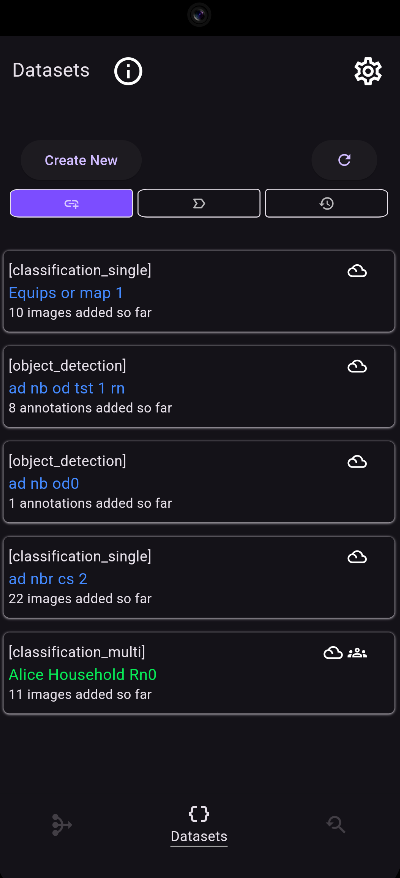 Datasets
Create New
[classification_single]
Equips or map 1
10 images added so far
[object_detection]
ad nb od tst 1 rn
8 annotations added so far
[object_detection]
ad nb od0
1 annotations added so far
[classification_single]
ad nbr cs 2
22 images added so far
[classification_multi]
Alice Household Rn0
11 images added so far
Datasets